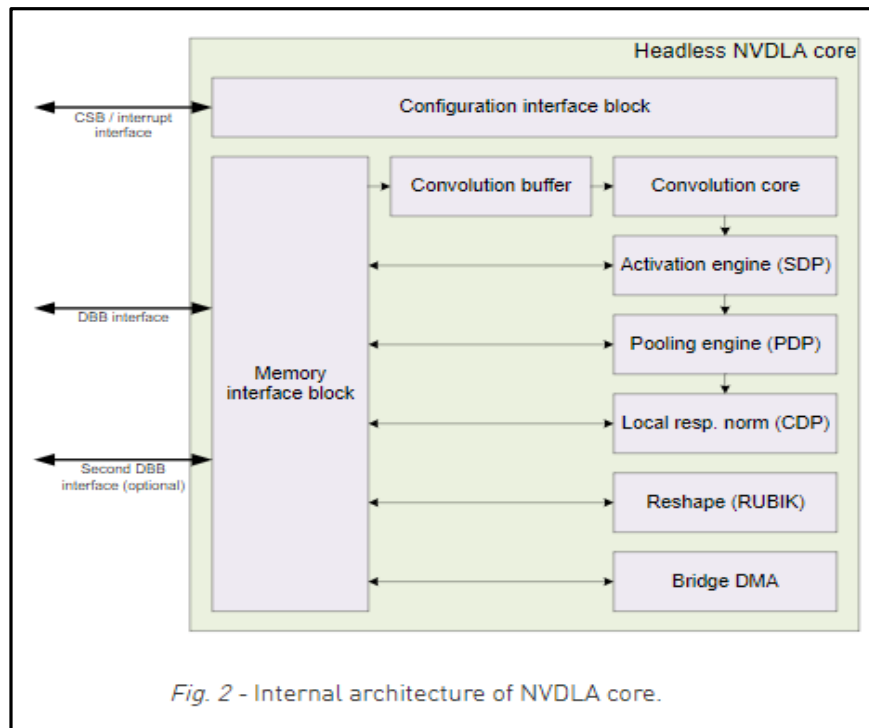 Headless NVDLA core
CSB / interrupt
interface
Configuration interface block
Convolution buffer
Convolution core
Activation engine (SDP)
DBB interface
Pooling engine (PDP)
Memory
interface block
Local resp. norm (CDP)
Second DBB
interface (optional)
Reshape (RUBIK)
Bridge DMA
Fig. 2 - Internal architecture of NVDLA core.